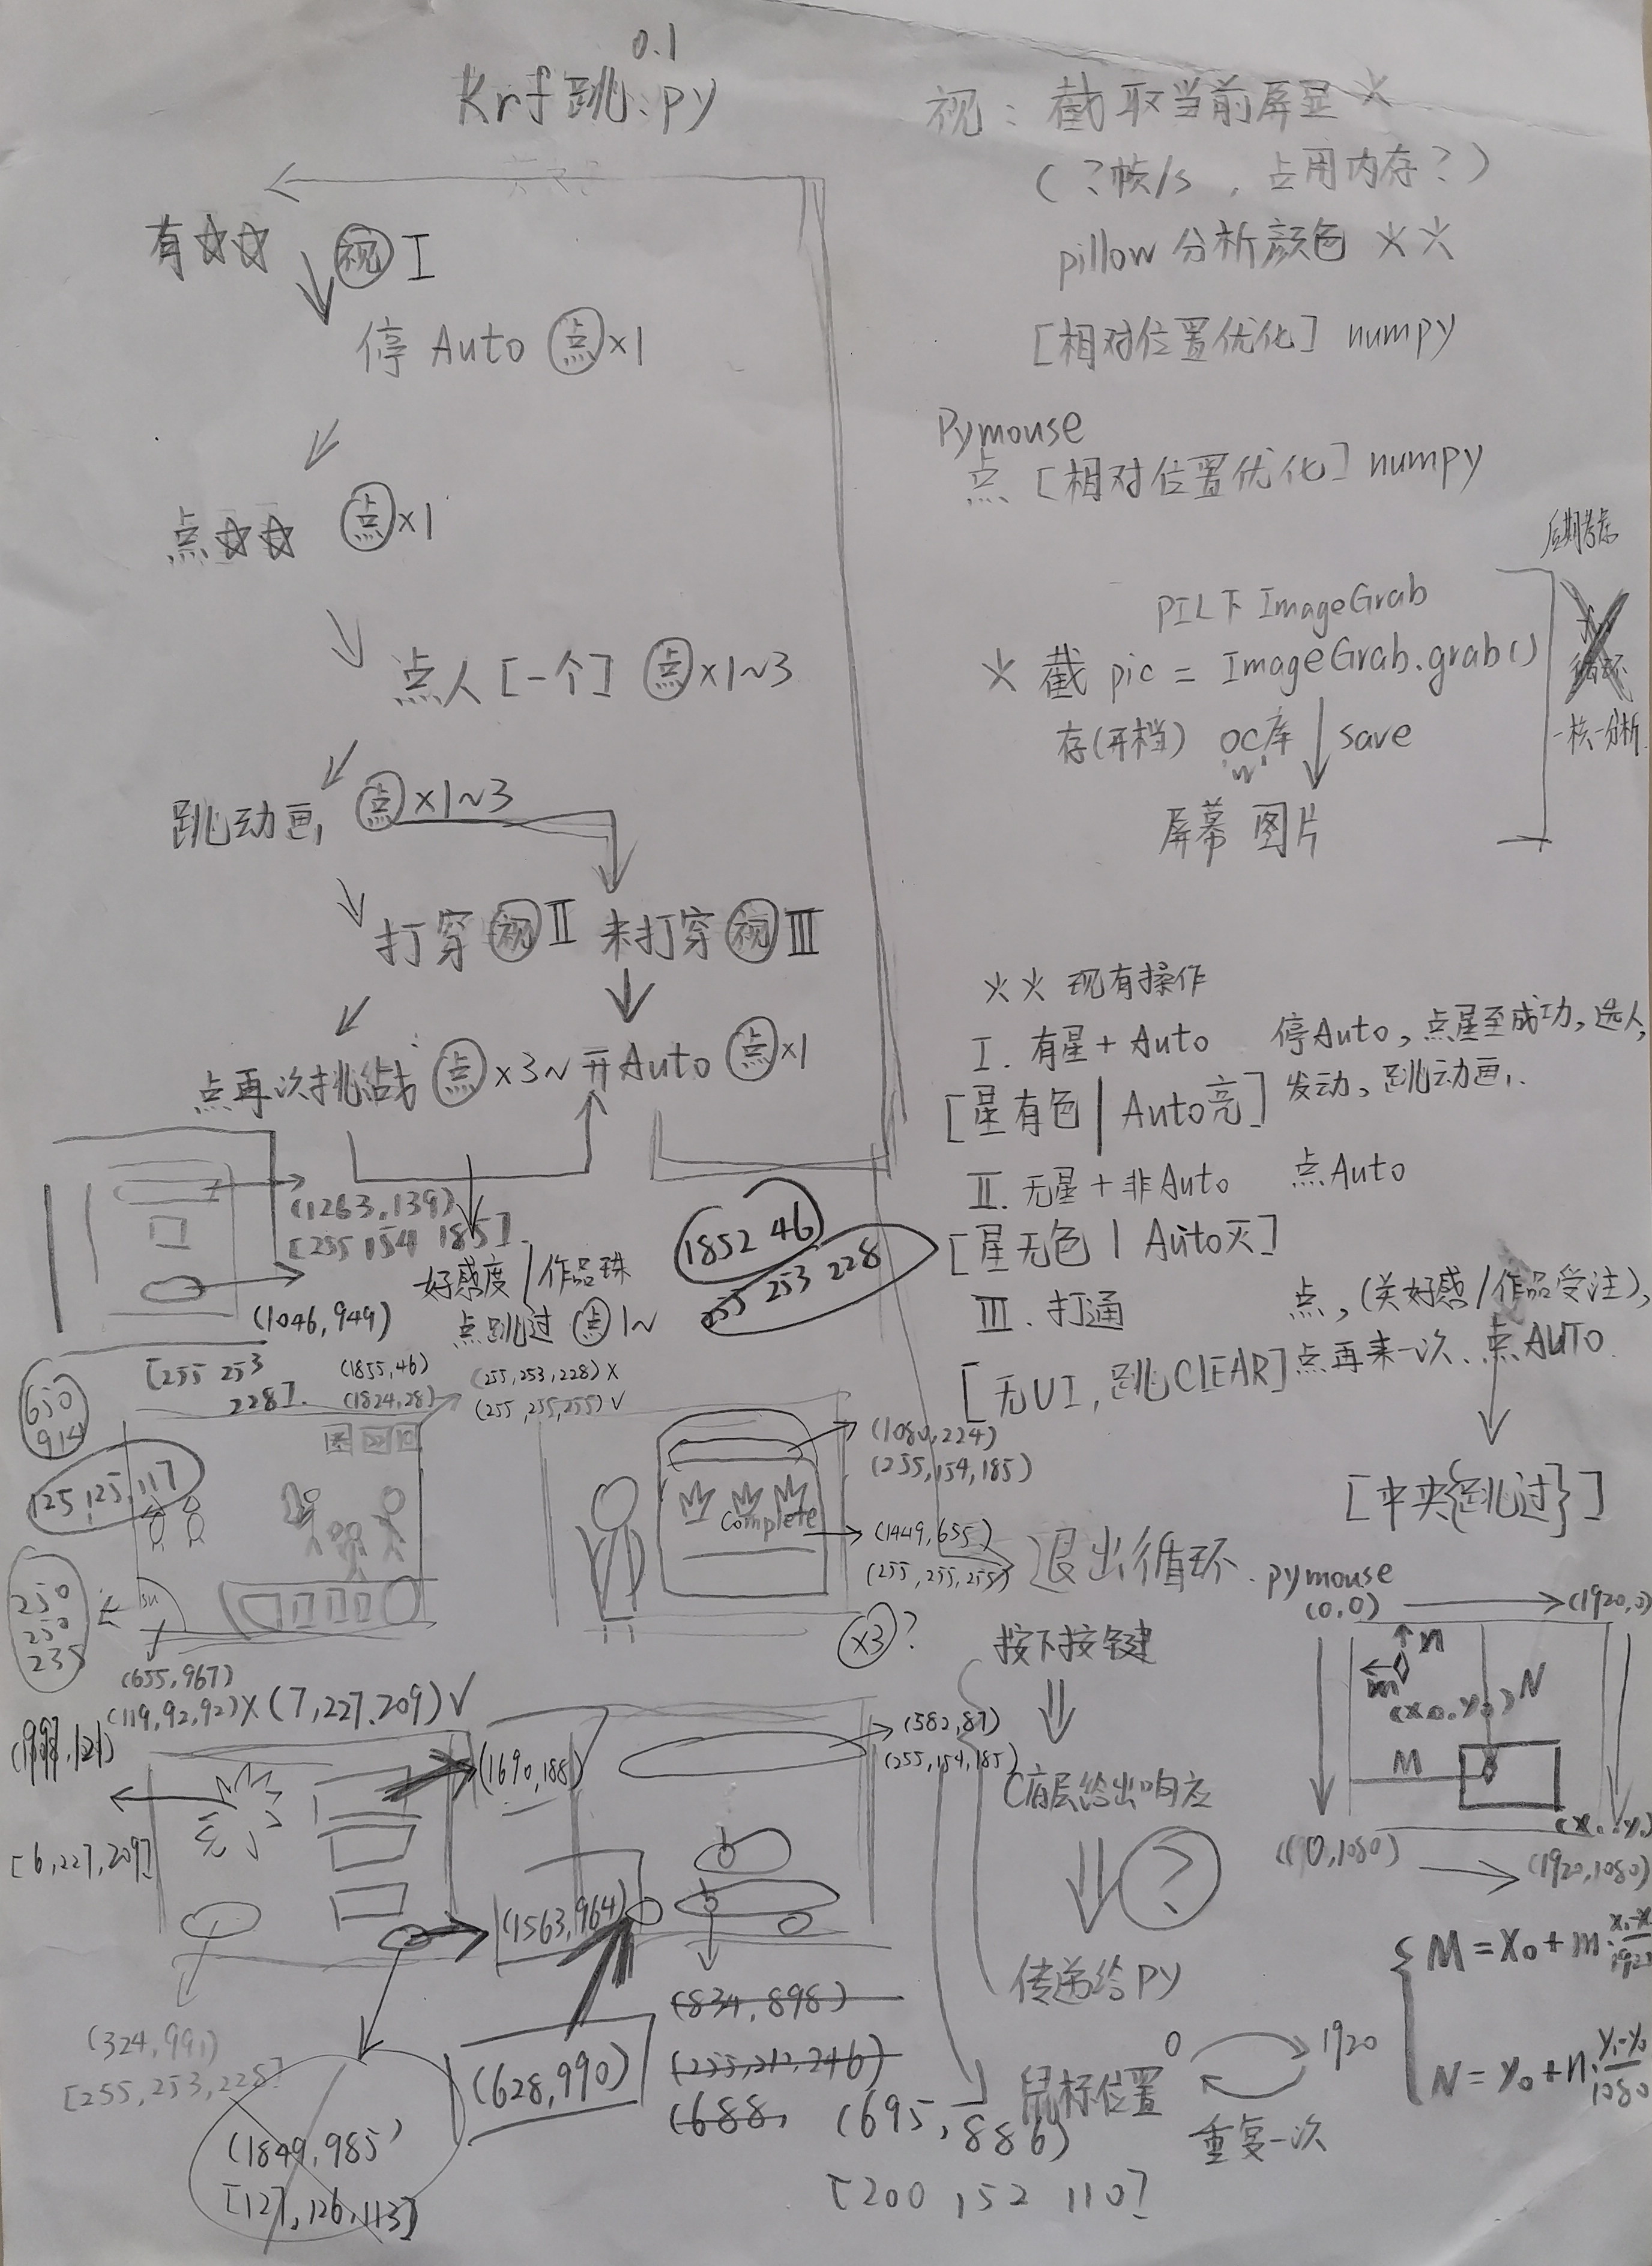 0.1
Krf跳.py
有☆☆ 视 I
停 Auto 点×1
点☆☆ 点×1
点人[一个] 点×1~3
跳动画, 点×1~3
打穿 视 II 未打穿 视 III
点再次挑战 点×3~ 开Auto 点×1
视: 截取当前屏显*
(?帧/s, 占用内存?)
pillow 分析颜色 **
[相对位置优化] numpy
Pymouse
点 [相对位置优化] numpy
后期考虑
PIL下 ImageGrab
* 截 pic = ImageGrab.grab()
存(开档) OC库 save
'w'
屏幕 图片
循环
一核一分析
** 现有操作
I. 有星+Auto 停Auto, 点星至成功, 选人,
[星有色|Auto亮] 发动, 跳动画,
II. 无星+非Auto 点Auto
[星无色|Auto灭]
III. 打通 点, (关好感/作品受注),
[无UI, 跳CLEAR] 点再来一次, 点AUTO
[中央{跳过}]
(1263,139)
[255 154 185]
(1046,949)
[255 253
228].
好感度/作品珠
点跳过 点1~
1852 46
255 253 228
(1855,46)
(1824,28)
(255,253,228)×
(255,255,255)√
650
914
125,125,117
250
250
235
(655,967)
(119,92,92)×(7,227,209)√
(1080,224)
(255,154,185)
Complete
(1449,655)
(255,255,255)
×3?
退出循环
按下按键
C底层给出响应
?
传递给py
鼠标位置 0 1920
重复一次
pymouse
(0,0) (1920,0)
n
m
(x₀,y₀) N
M
(0,1080) (1920,1080)
M = X₀ + m·
N = y₀ + n·y₁-y₀/1080
[6,227,209]
(1690,188)
(582,87)
(255,154,185)
(1563,964)
(324,991)
[255,253,228]
(1849,985)
[127,126,113]
(628,990)
(834,898)
(255,212,246)
(688,
(695,886)
[200 152 110]